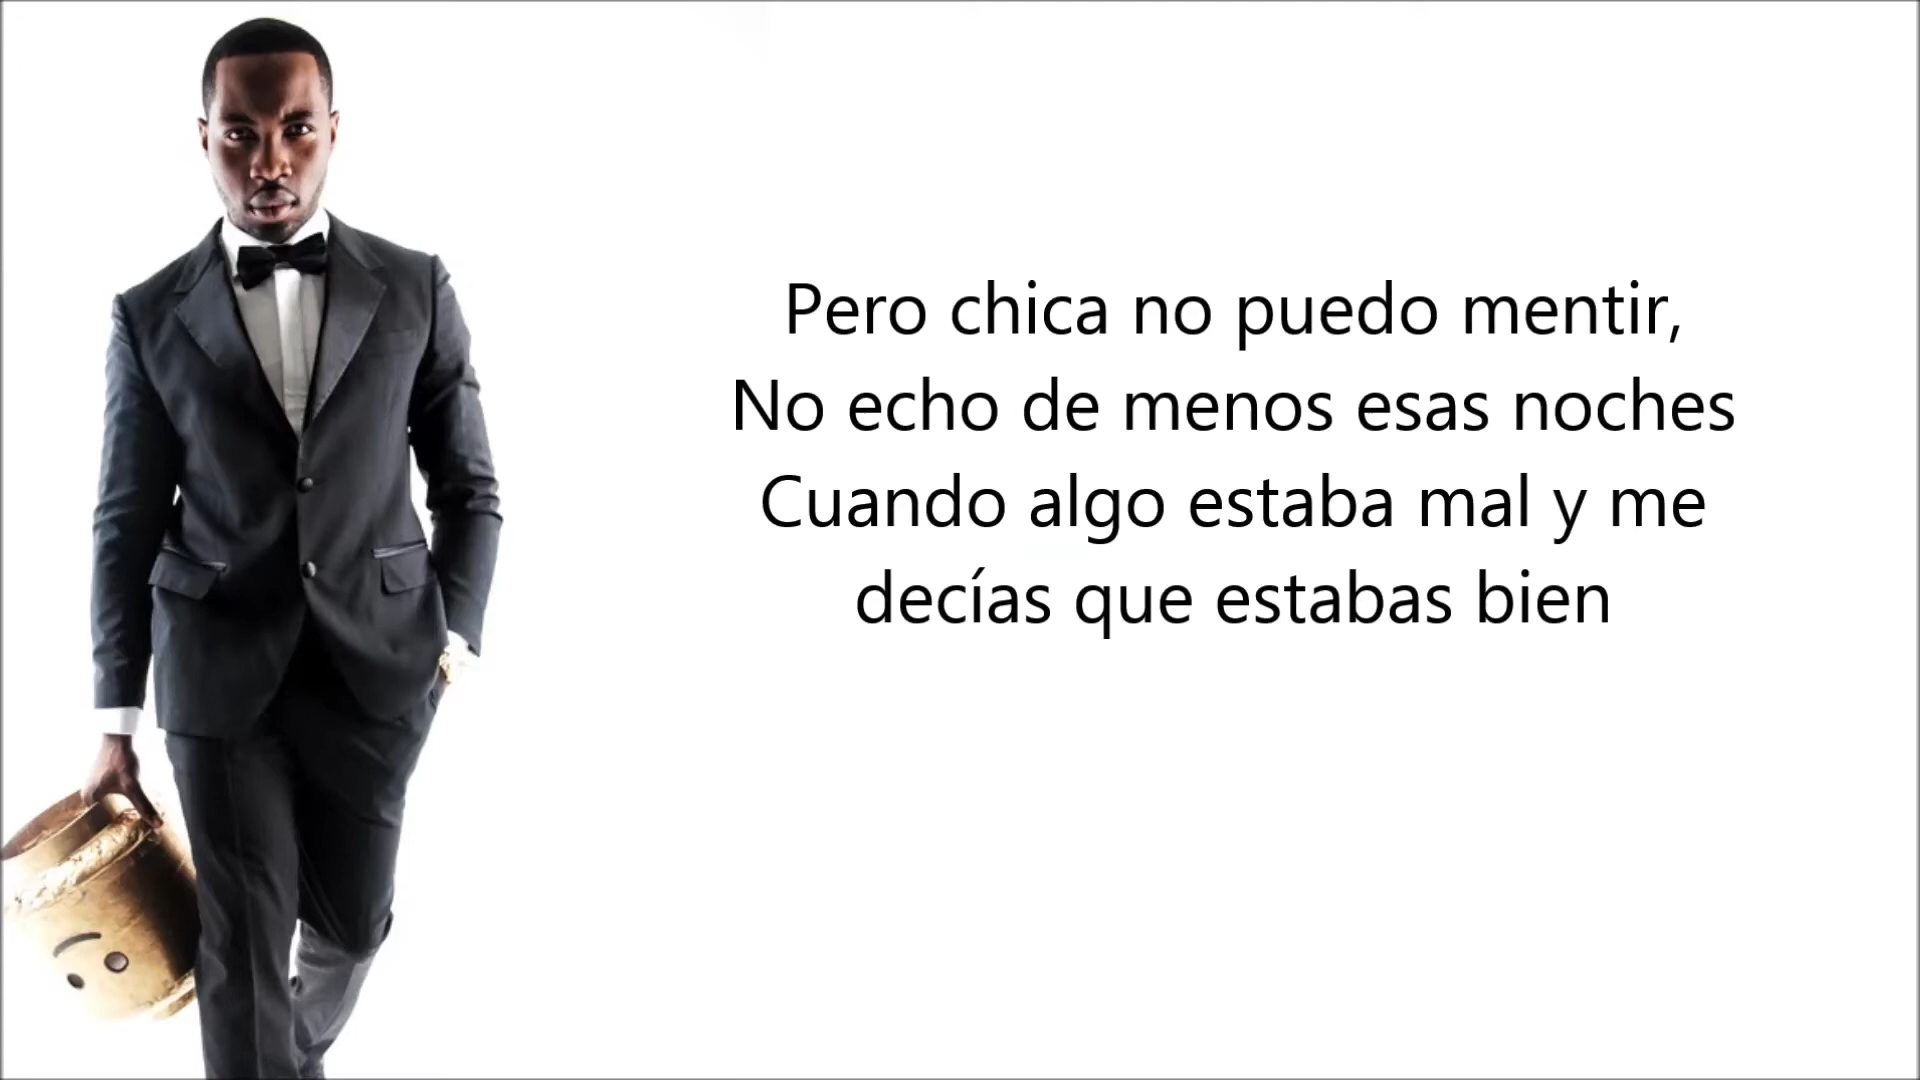 Pero chica no puedo mentir,
No echo de menos esas noches
Cuando algo estaba mal y me
decías que estabas bien